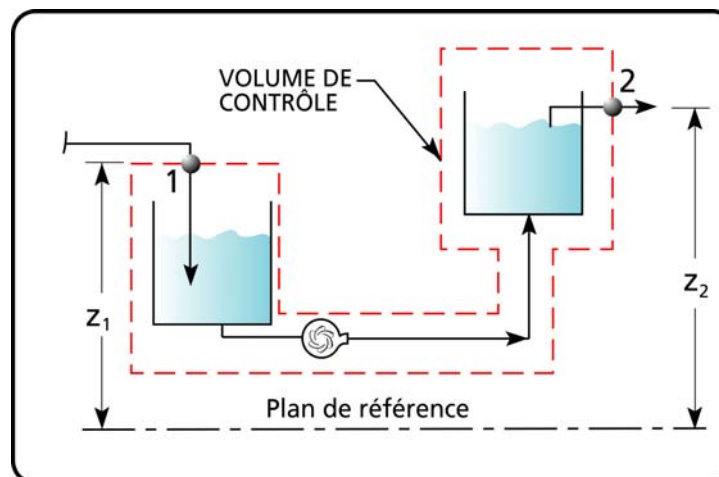 VOLUME DE
CONTRÔLE
2
1
z₁
z₂
Plan de référence